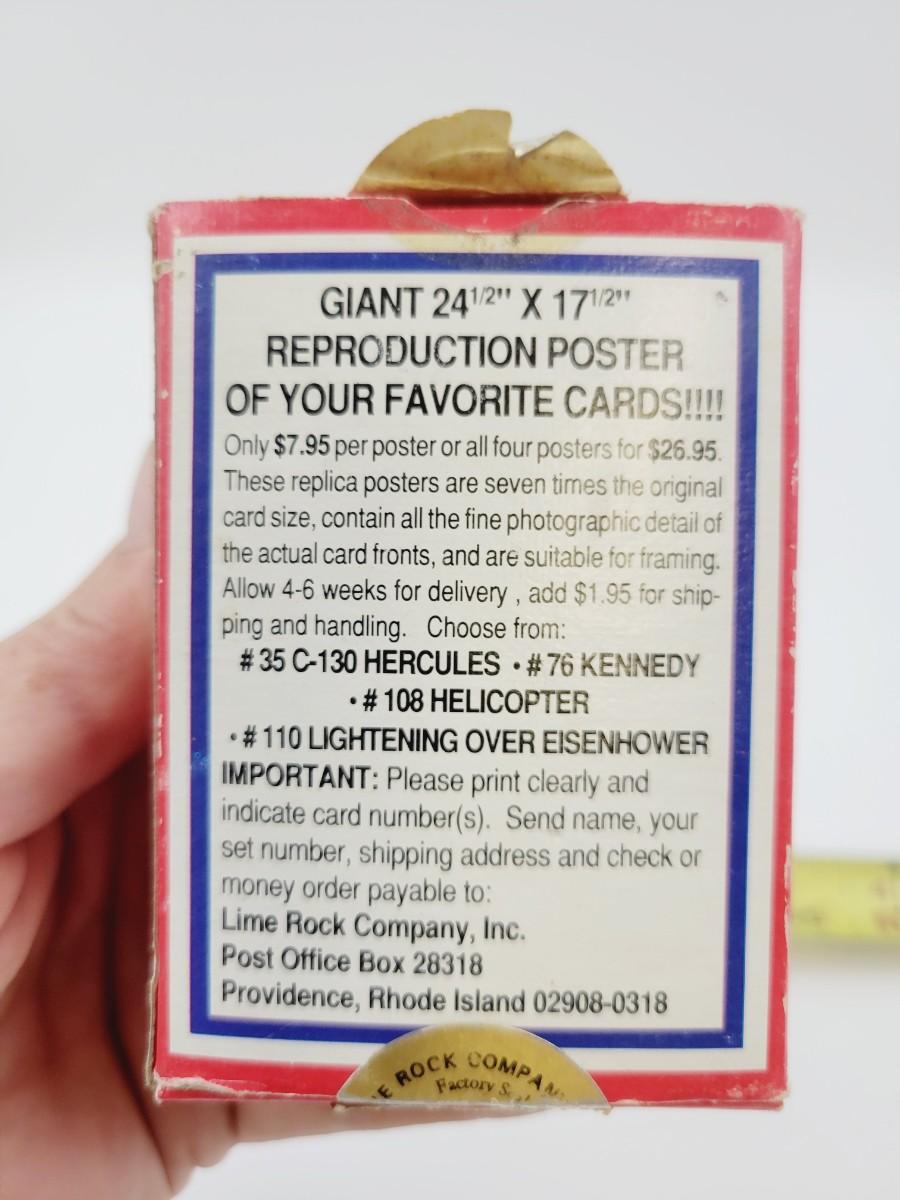 GIANT 24 1/2" X 17 1/2"
REPRODUCTION POSTER
OF YOUR FAVORITE CARDS!!!!
Only $7.95 per poster or all four posters for $26.95.
These replica posters are seven times the original
card size, contain all the fine photographic detail of
the actual card fronts, and are suitable for framing.
Allow 4-6 weeks for delivery , add $1.95 for ship-
ping and handling. Choose from:
# 35 C-130 HERCULES • # 76 KENNEDY
• # 108 HELICOPTER
• # 110 LIGHTENING OVER EISENHOWER
IMPORTANT: Please print clearly and
indicate card number(s). Send name, your
set number, shipping address and check or
money order payable to:
Lime Rock Company, Inc.
Post Office Box 28318
Providence, Rhode Island 02908-0318
ROCK COMPAN
Factory